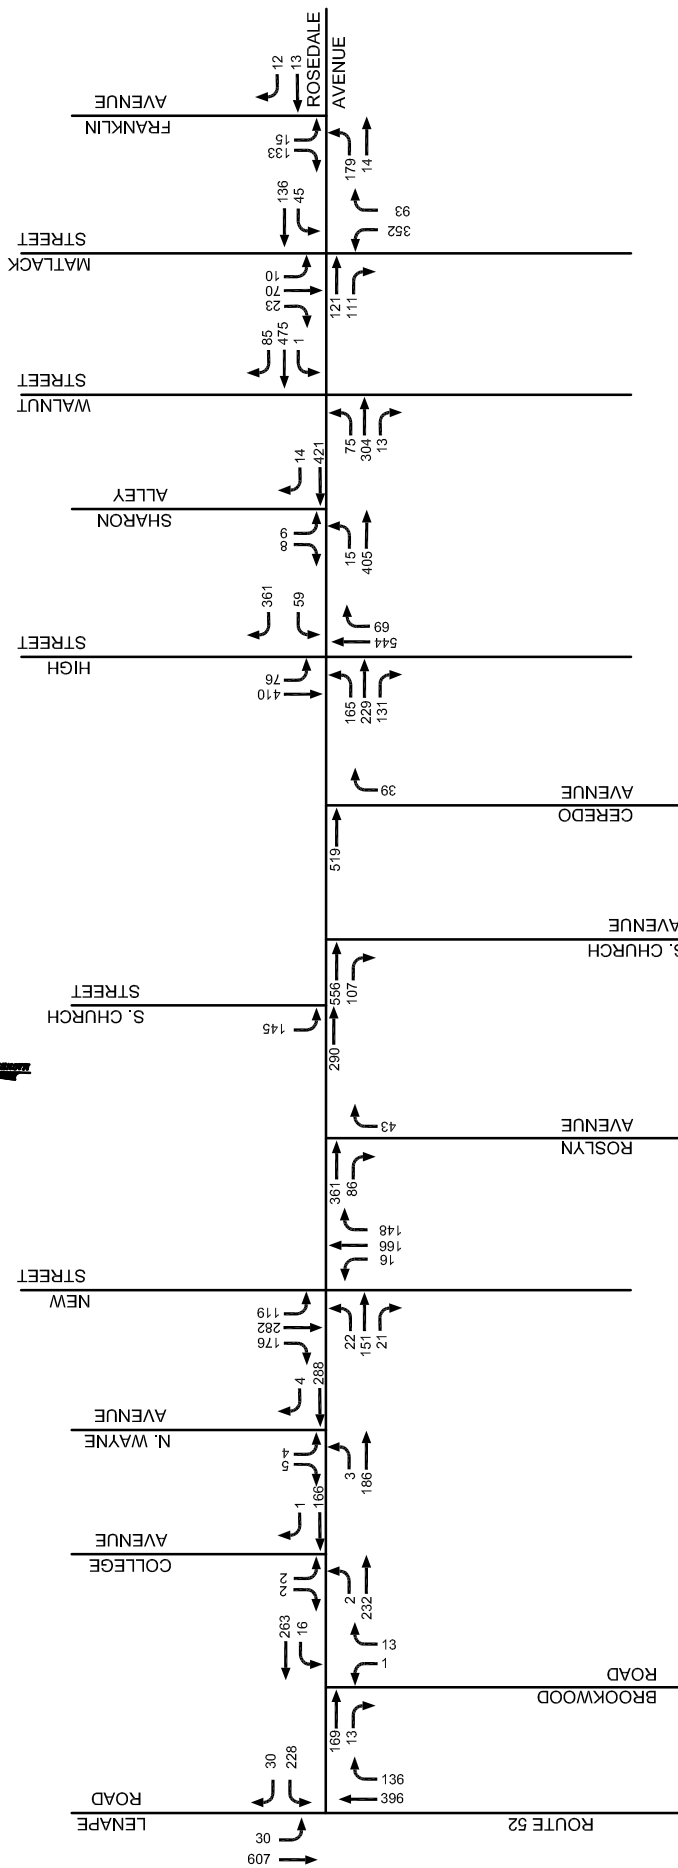 12
13
ROSEDALE
AVENUE
FRANKLIN
AVENUE
15
133
179
14
136
45
93
352
MATLACK
STREET
10
70
23
121
111
85
475
1
WALNUT
STREET
75
304
13
14
421
SHARON
ALLEY
9
8
15
405
361
59
69
544
HIGH
STREET
76
410
165
229
131
39
CEREDO
AVENUE
519
S. CHURCH
AVENUE
556
107
S. CHURCH
STREET
145
290
43
ROSLYN
AVENUE
361
86
148
166
16
NEW
STREET
119
282
176
22
151
21
4
288
N. WAYNE
AVENUE
4
5
3
186
1
166
COLLEGE
AVENUE
2
2
2
232
263
16
13
1
BROOKWOOD
ROAD
169
13
30
228
136
396
LENAPE
ROAD
ROUTE 52
30
607